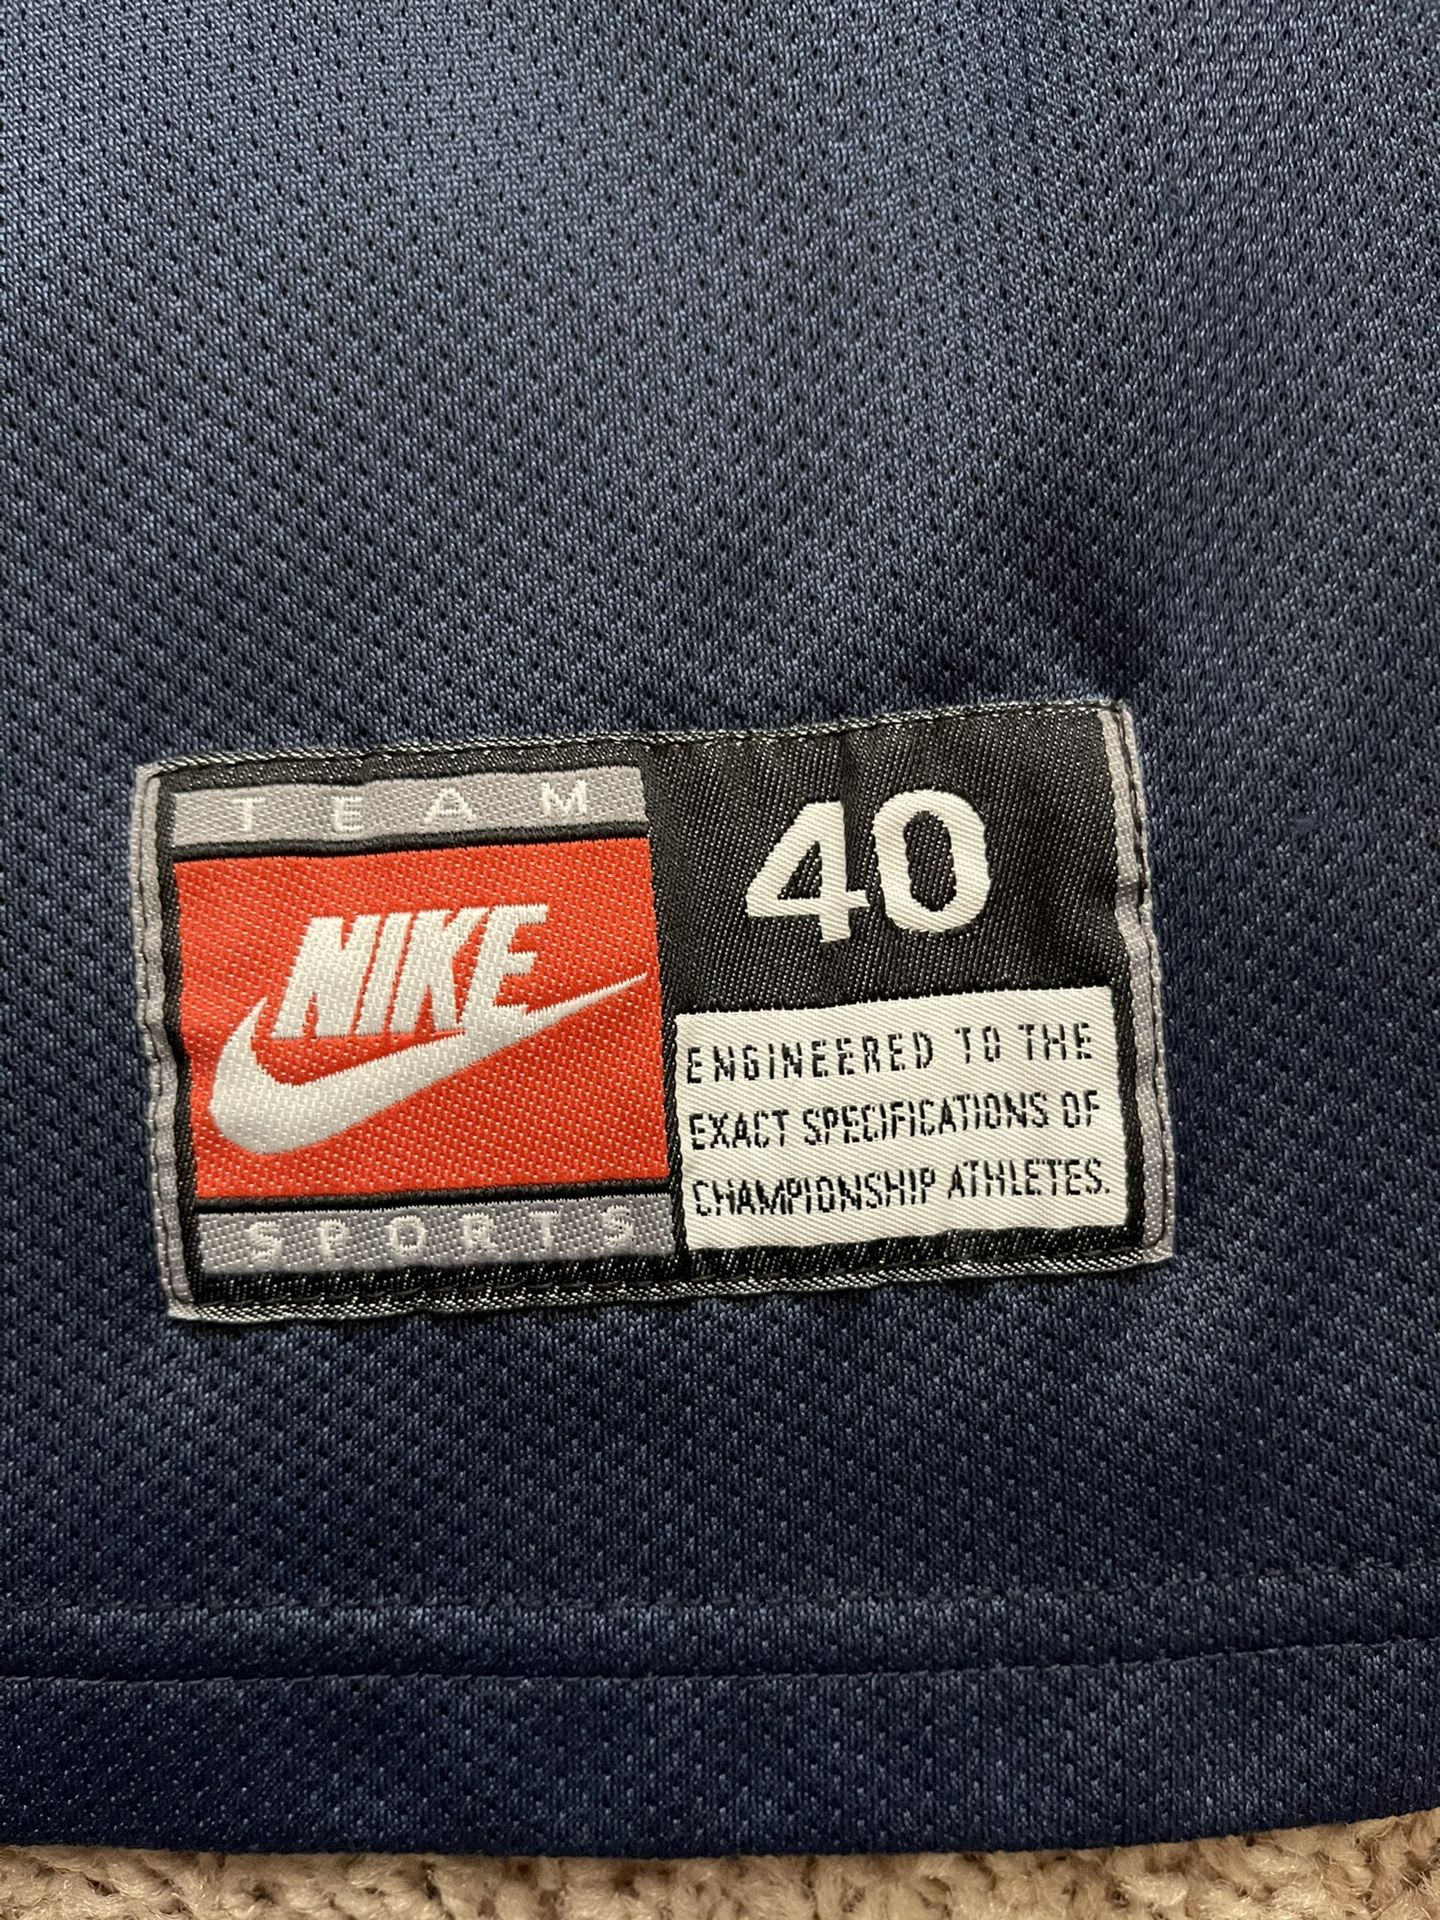 TEAM
NIKE
SPORTS
40
ENGINEERED TO THE
EXACT SPECIFICATIONS OF
CHAMPIONSHIP ATHLETES.